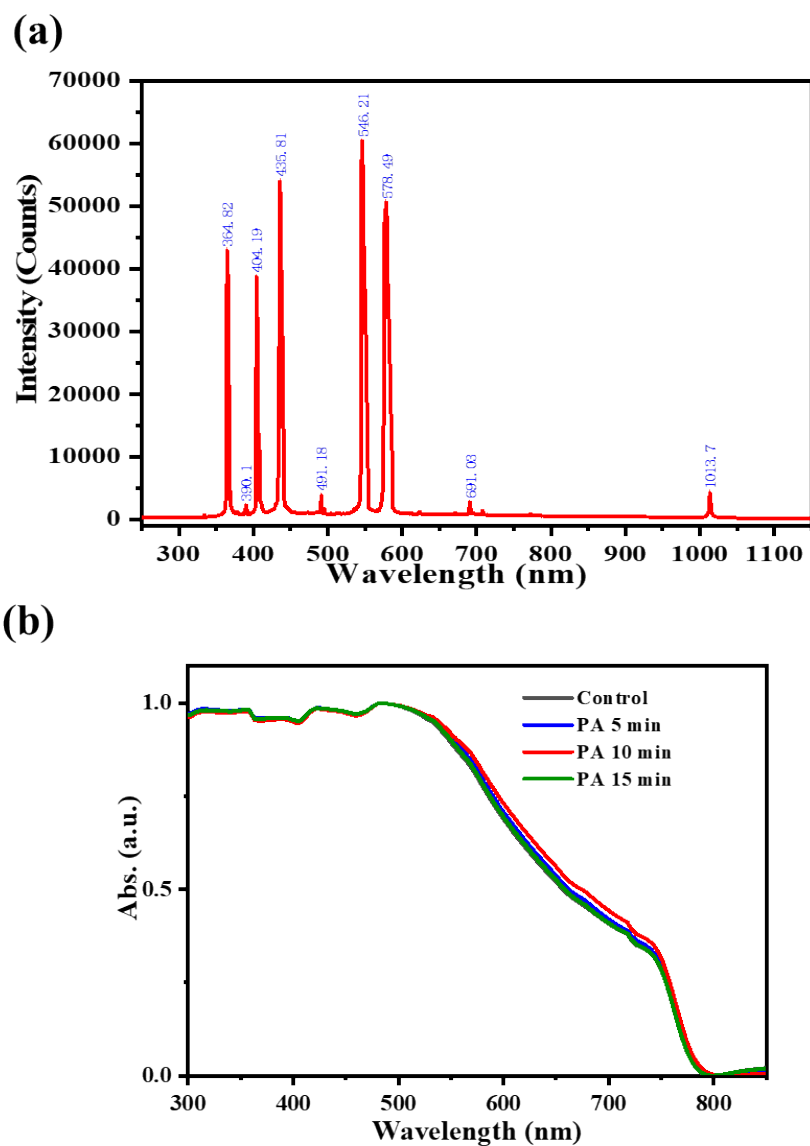 (a)
70000
60000
50000
40000
30000
20000
10000
0
Intensity (Counts)
364.82
390.1
404.19
435.81
491.18
546.21
578.49
691.03
1013.7
300 400 500 600 700 800 900 1000 1100
Wavelength (nm)
(b)
1.0
0.5
0.0
Abs. (a.u.)
Control
PA 5 min
PA 10 min
PA 15 min
300 400 500 600 700 800
Wavelength (nm)